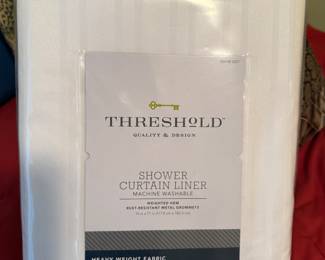 THRESHOLD
QUALITY & DESIGN
SHOWER
CURTAIN LINER
MACHINE WASHABLE
WEIGHTED HEM
RUST-RESISTANT METAL GROMMETS
HEAVY WEIGHT FABRIC